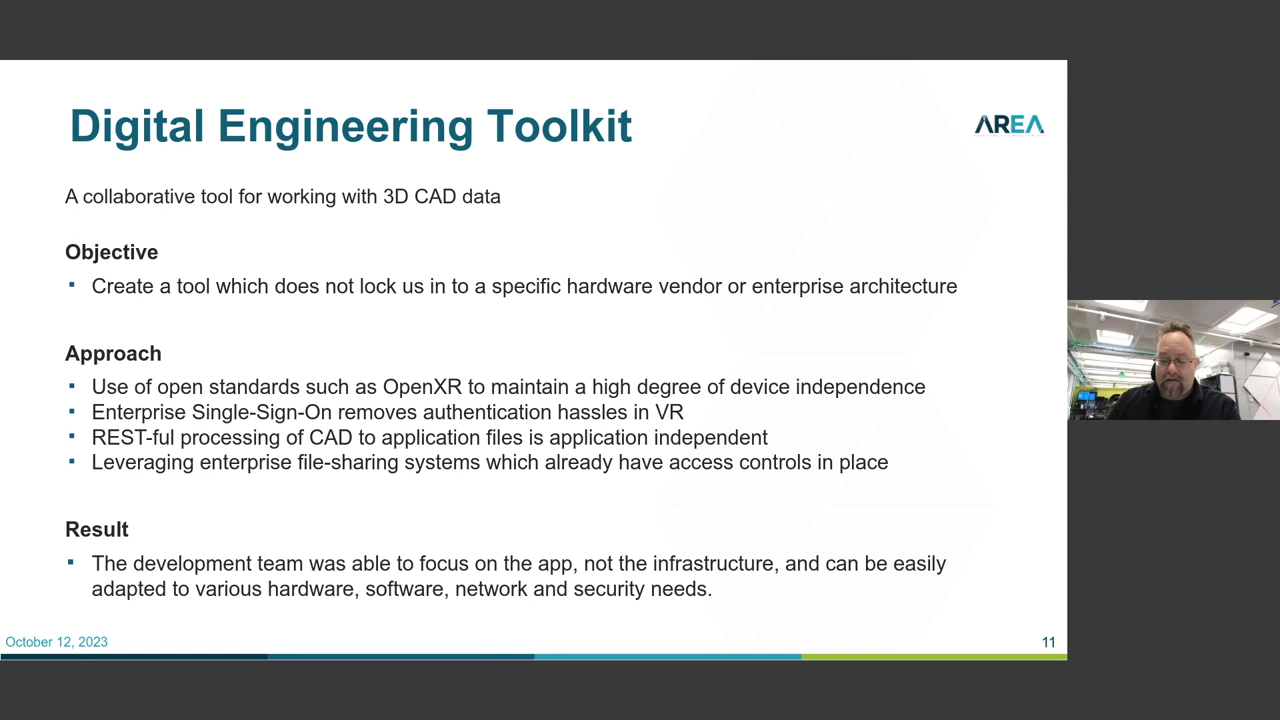 Digital Engineering Toolkit
AREA
A collaborative tool for working with 3D CAD data
Objective
▪ Create a tool which does not lock us in to a specific hardware vendor or enterprise architecture
Approach
▪ Use of open standards such as OpenXR to maintain a high degree of device independence
▪ Enterprise Single-Sign-On removes authentication hassles in VR
▪ REST-ful processing of CAD to application files is application independent
▪ Leveraging enterprise file-sharing systems which already have access controls in place
Result
▪ The development team was able to focus on the app, not the infrastructure, and can be easily
adapted to various hardware, software, network and security needs.
October 12, 2023
11